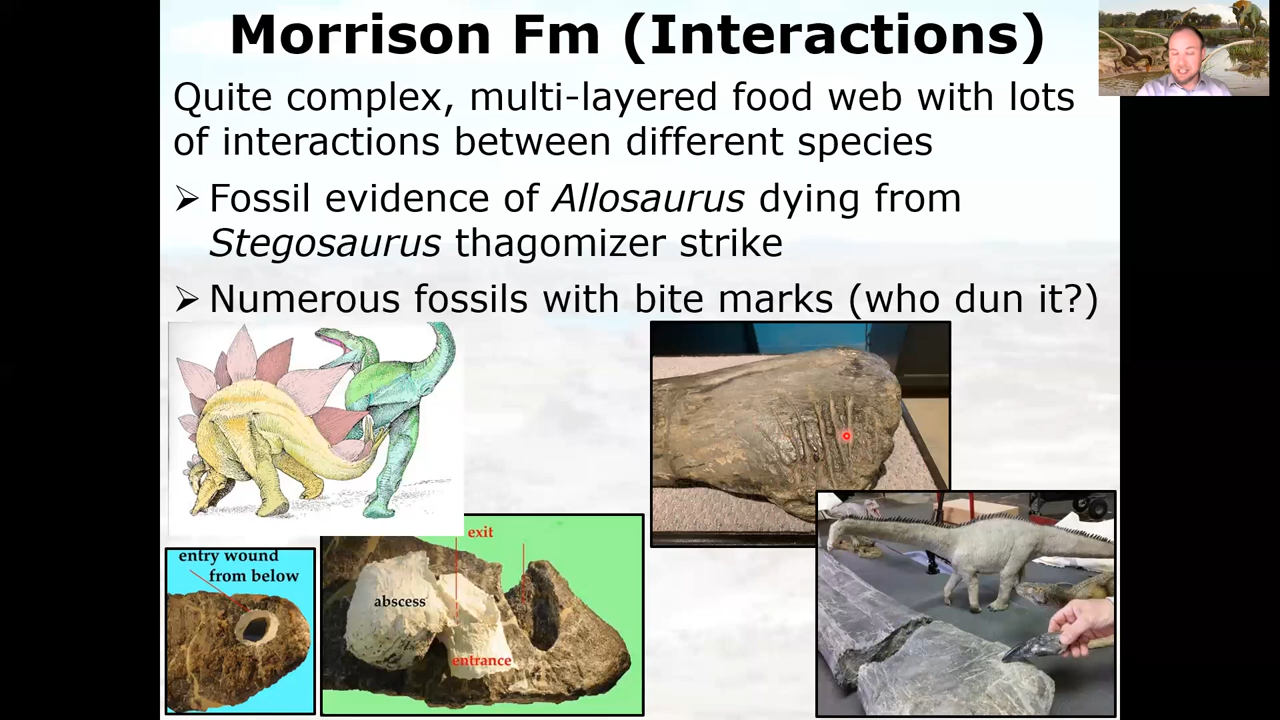 Morrison Fm (Interactions)
Quite complex, multi-layered food web with lots
of interactions between different species
➢ Fossil evidence of Allosaurus dying from
Stegosaurus thagomizer strike
➢ Numerous fossils with bite marks (who dun it?)
entry wound
from below
exit
abscess
entrance